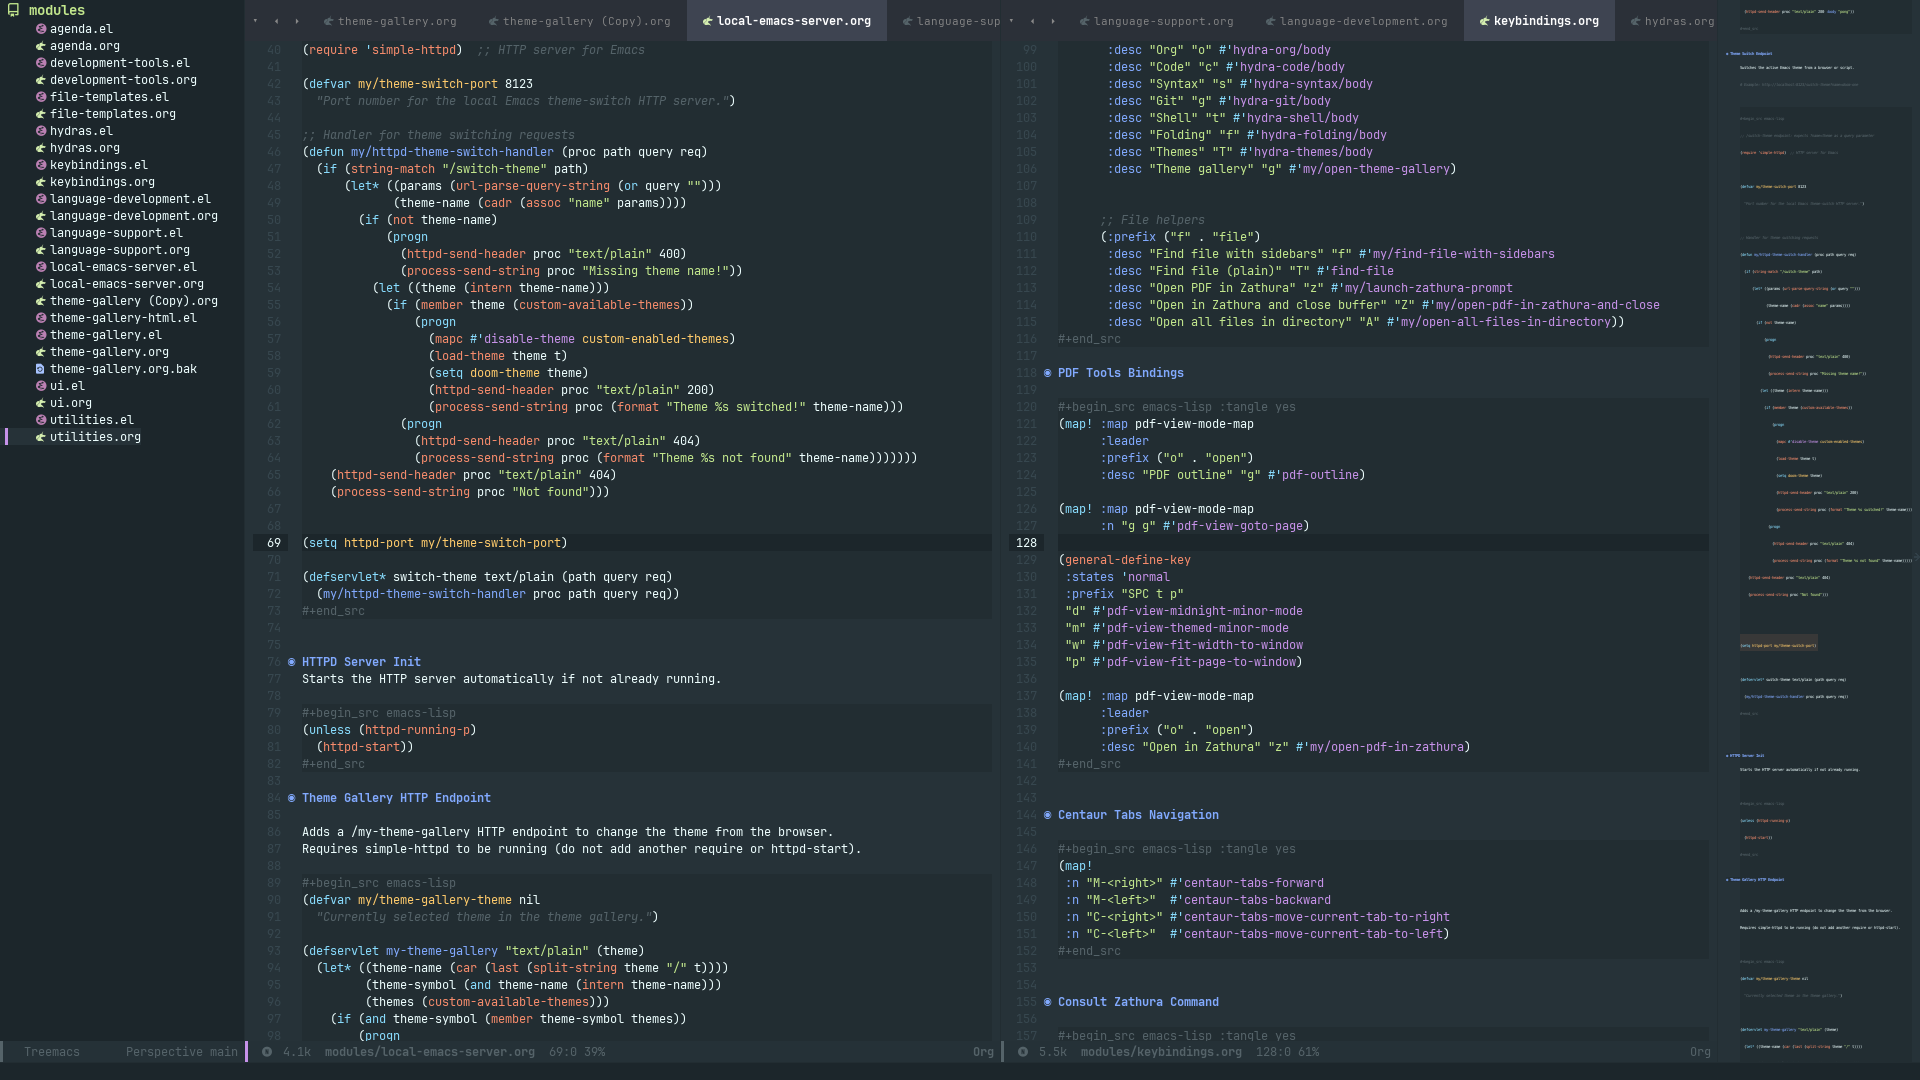 modules
agenda.el
agenda.org
development-tools.el
development-tools.org
file-templates.el
file-templates.org
hydras.el
hydras.org
keybindings.el
keybindings.org
language-development.el
language-development.org
language-support.el
language-support.org
local-emacs-server.el
local-emacs-server.org
theme-gallery (Copy).org
theme-gallery-html.el
theme-gallery.el
theme-gallery.org
theme-gallery.org.bak
ui.el
ui.org
utilities.el
utilities.org
Treemacs Perspective main
theme-gallery.org theme-gallery (Copy).org local-emacs-server.org language-sup
40 (require 'simple-httpd)  ;; HTTP server for Emacs
41
42 (defvar my/theme-switch-port 8123
43   "Port number for the local Emacs theme-switch HTTP server.")
44
45 ;; Handler for theme switching requests
46 (defun my/httpd-theme-switch-handler (proc path query req)
47   (if (string-match "/switch-theme" path)
48       (let* ((params (url-parse-query-string (or query "")))
49              (theme-name (cadr (assoc "name" params))))
50         (if (not theme-name)
51             (progn
52               (httpd-send-header proc "text/plain" 400)
53               (process-send-string proc "Missing theme name!"))
54           (let ((theme (intern theme-name)))
55             (if (member theme (custom-available-themes))
56                 (progn
57                   (mapc #'disable-theme custom-enabled-themes)
58                   (load-theme theme t)
59                   (setq doom-theme theme)
60                   (httpd-send-header proc "text/plain" 200)
61                   (process-send-string proc (format "Theme %s switched!" theme-name)))
62               (progn
63                 (httpd-send-header proc "text/plain" 404)
64                 (process-send-string proc (format "Theme %s not found" theme-name)))))))
65     (httpd-send-header proc "text/plain" 404)
66     (process-send-string proc "Not found")))
67
68
69 (setq httpd-port my/theme-switch-port)
70
71 (defservlet* switch-theme text/plain (path query req)
72   (my/httpd-theme-switch-handler proc path query req))
73 #+end_src
74
75
76 ◉ HTTPD Server Init
77 Starts the HTTP server automatically if not already running.
78
79 #+begin_src emacs-lisp
80 (unless (httpd-running-p)
81   (httpd-start))
82 #+end_src
83
84 ◉ Theme Gallery HTTP Endpoint
85
86 Adds a /my-theme-gallery HTTP endpoint to change the theme from the browser.
87 Requires simple-httpd to be running (do not add another require or httpd-start).
88
89 #+begin_src emacs-lisp
90 (defvar my/theme-gallery-theme nil
91   "Currently selected theme in the theme gallery.")
92
93 (defservlet my-theme-gallery "text/plain" (theme)
94   (let* ((theme-name (car (last (split-string theme "/" t))))
95          (theme-symbol (and theme-name (intern theme-name)))
96          (themes (custom-available-themes)))
97     (if (and theme-symbol (member theme-symbol themes))
98         (progn
4.1k modules/local-emacs-server.org 69:0 39% Org
language-support.org language-development.org keybindings.org hydras.org
99        :desc "Org" "o" #'hydra-org/body
100       :desc "Code" "c" #'hydra-code/body
101       :desc "Syntax" "s" #'hydra-syntax/body
102       :desc "Git" "g" #'hydra-git/body
103       :desc "Shell" "t" #'hydra-shell/body
104       :desc "Folding" "f" #'hydra-folding/body
105       :desc "Themes" "T" #'hydra-themes/body
106       :desc "Theme gallery" "g" #'my/open-theme-gallery)
107
108
109      ;; File helpers
110      (:prefix ("f" . "file")
111       :desc "Find file with sidebars" "f" #'my/find-file-with-sidebars
112       :desc "Find file (plain)" "T" #'find-file
113       :desc "Open PDF in Zathura" "z" #'my/launch-zathura-prompt
114       :desc "Open in Zathura and close buffer" "Z" #'my/open-pdf-in-zathura-and-close
115       :desc "Open all files in directory" "A" #'my/open-all-files-in-directory))
116 #+end_src
117
118 ◉ PDF Tools Bindings
119
120 #+begin_src emacs-lisp :tangle yes
121 (map! :map pdf-view-mode-map
122       :leader
123       :prefix ("o" . "open")
124       :desc "PDF outline" "g" #'pdf-outline)
125
126 (map! :map pdf-view-mode-map
127       :n "g g" #'pdf-view-goto-page)
128
129 (general-define-key
130  :states 'normal
131  :prefix "SPC t p"
132  "d" #'pdf-view-midnight-minor-mode
133  "m" #'pdf-view-themed-minor-mode
134  "w" #'pdf-view-fit-width-to-window
135  "p" #'pdf-view-fit-page-to-window)
136
137 (map! :map pdf-view-mode-map
138       :leader
139       :prefix ("o" . "open")
140       :desc "Open in Zathura" "z" #'my/open-pdf-in-zathura)
141 #+end_src
142
143
144 ◉ Centaur Tabs Navigation
145
146 #+begin_src emacs-lisp :tangle yes
147 (map!
148  :n "M-<right>" #'centaur-tabs-forward
149  :n "M-<left>"  #'centaur-tabs-backward
150  :n "C-<right>" #'centaur-tabs-move-current-tab-to-right
151  :n "C-<left>"  #'centaur-tabs-move-current-tab-to-left)
152 #+end_src
153
154
155 ◉ Consult Zathura Command
156
157 #+begin_src emacs-lisp :tangle yes
5.5k modules/keybindings.org 128:0 61% Org